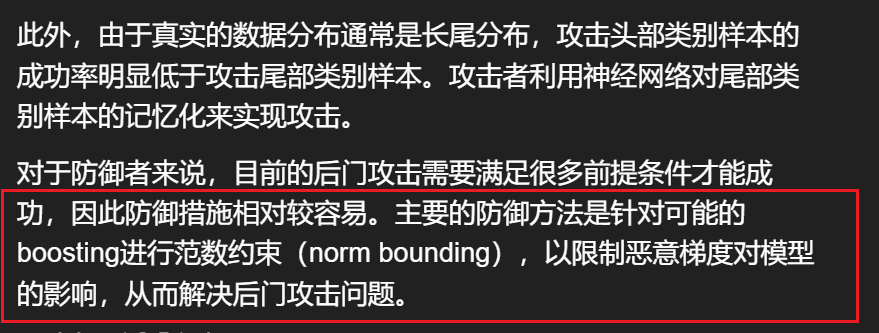 此外，由于真实的数据分布通常是长尾分布，攻击头部类别样本的
成功率明显低于攻击尾部类别样本。攻击者利用神经网络对尾部类
别样本的记忆化来实现攻击。
对于防御者来说，目前的后门攻击需要满足很多前提条件才能成
功，因此防御措施相对较容易。主要的防御方法是针对可能的
boosting进行范数约束（norm bounding），以限制恶意梯度对模型
的影响，从而解决后门攻击问题。